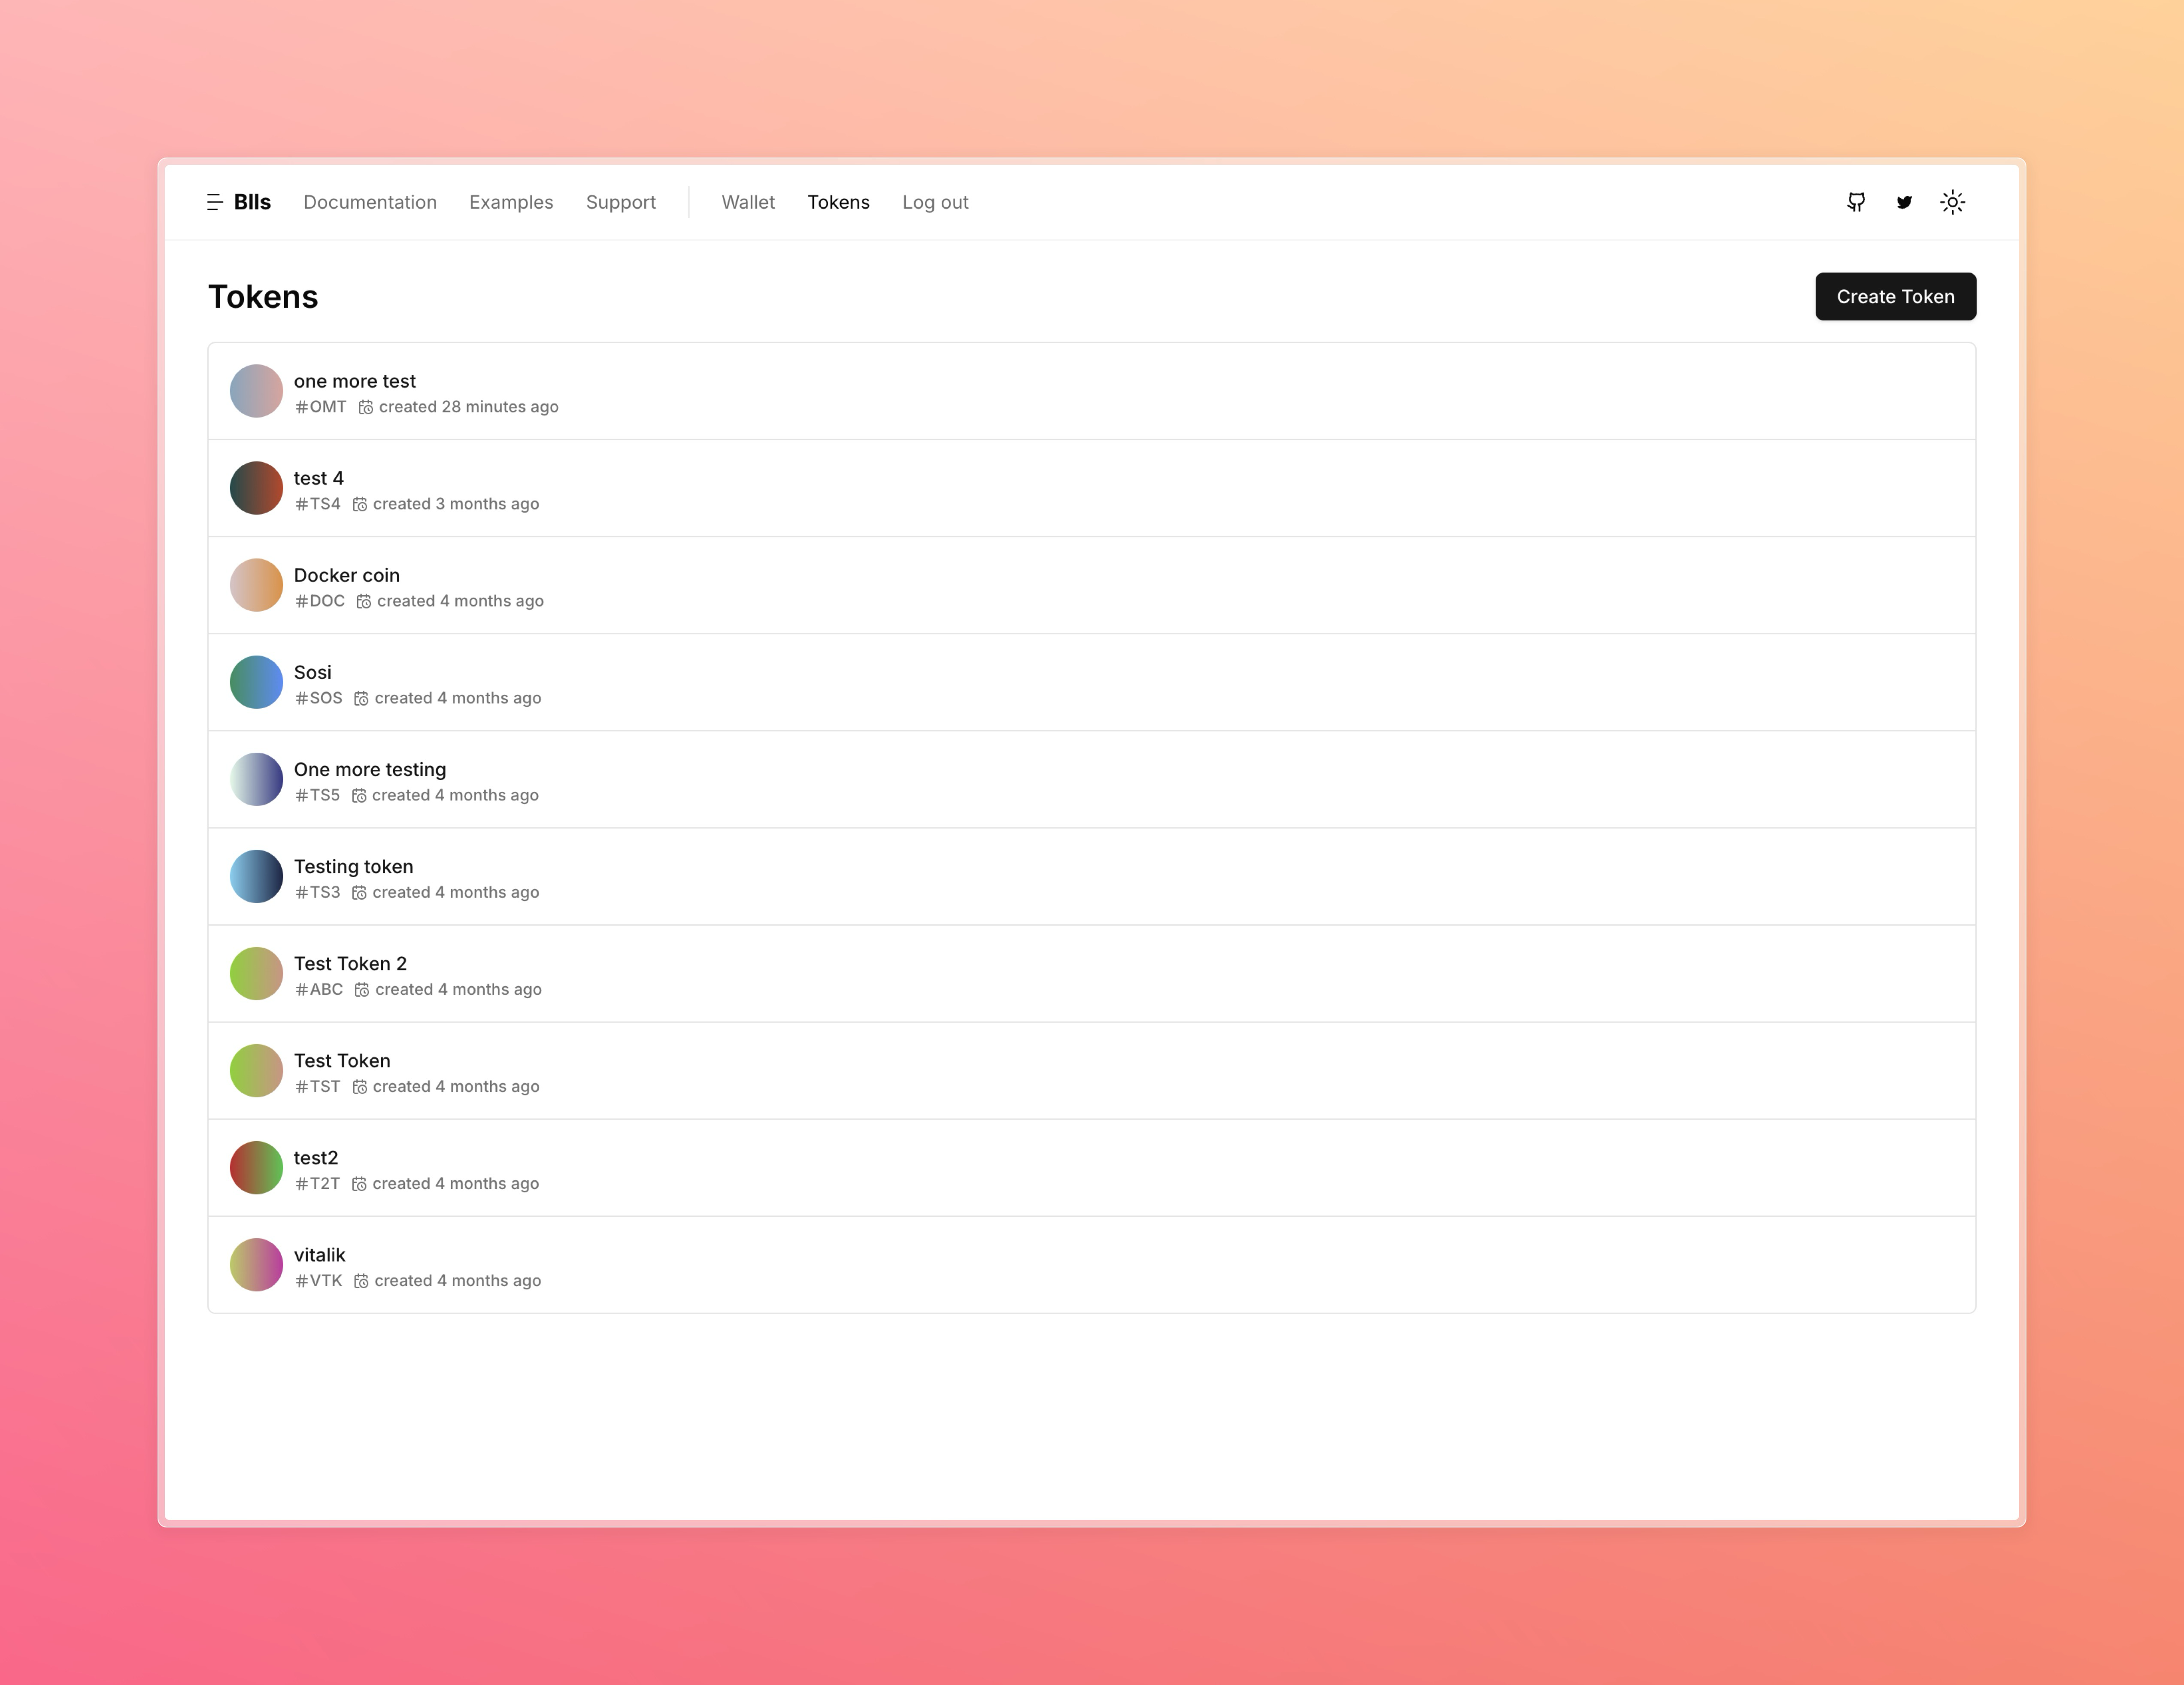 Blls Documentation Examples Support Wallet Tokens Log out
Tokens
Create Token
one more test
#OMT created 28 minutes ago
test 4
#TS4 created 3 months ago
Docker coin
#DOC created 4 months ago
Sosi
#SOS created 4 months ago
One more testing
#TS5 created 4 months ago
Testing token
#TS3 created 4 months ago
Test Token 2
#ABC created 4 months ago
Test Token
#TST created 4 months ago
test2
#T2T created 4 months ago
vitalik
#VTK created 4 months ago